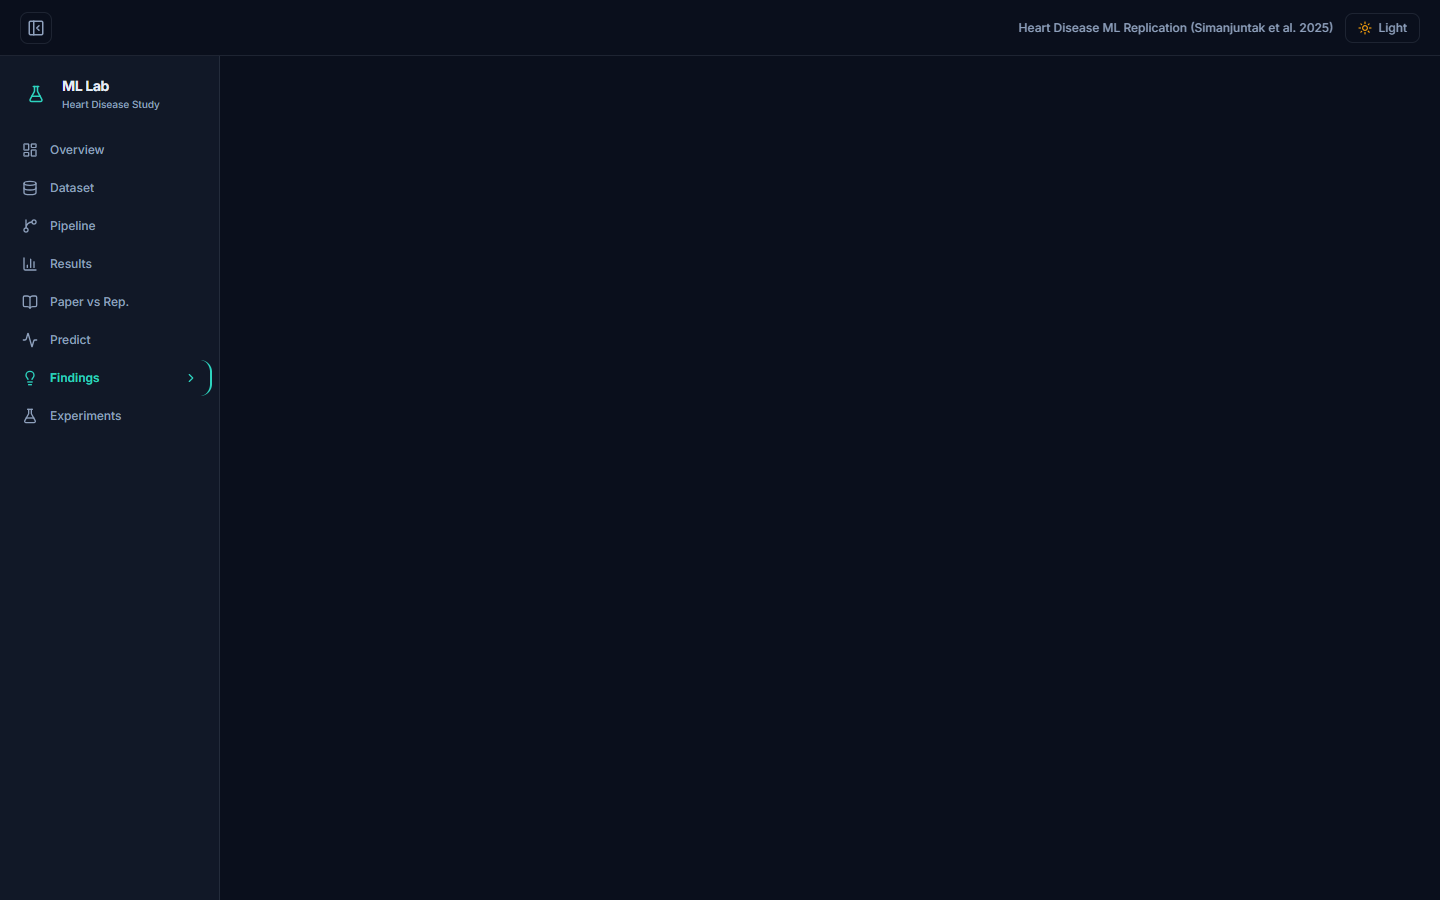 Heart Disease ML Replication (Simanjuntak et al. 2025)
Light
ML Lab
Heart Disease Study
Overview
Dataset
Pipeline
Results
Paper vs Rep.
Predict
Findings
Experiments